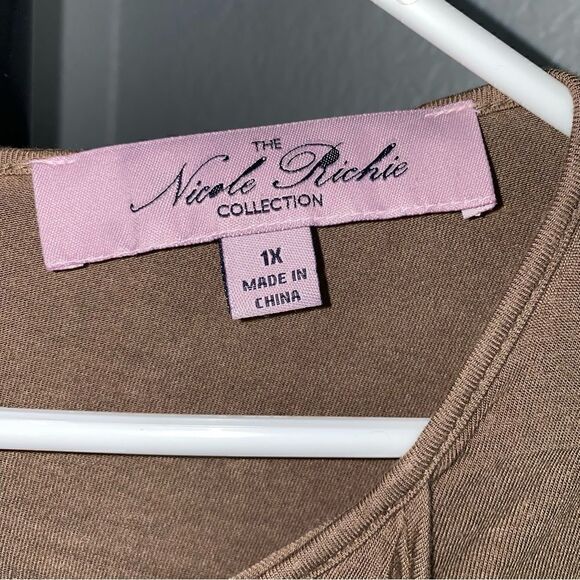 THE
Nicole Richie
COLLECTION
1X
MADE IN
CHINA